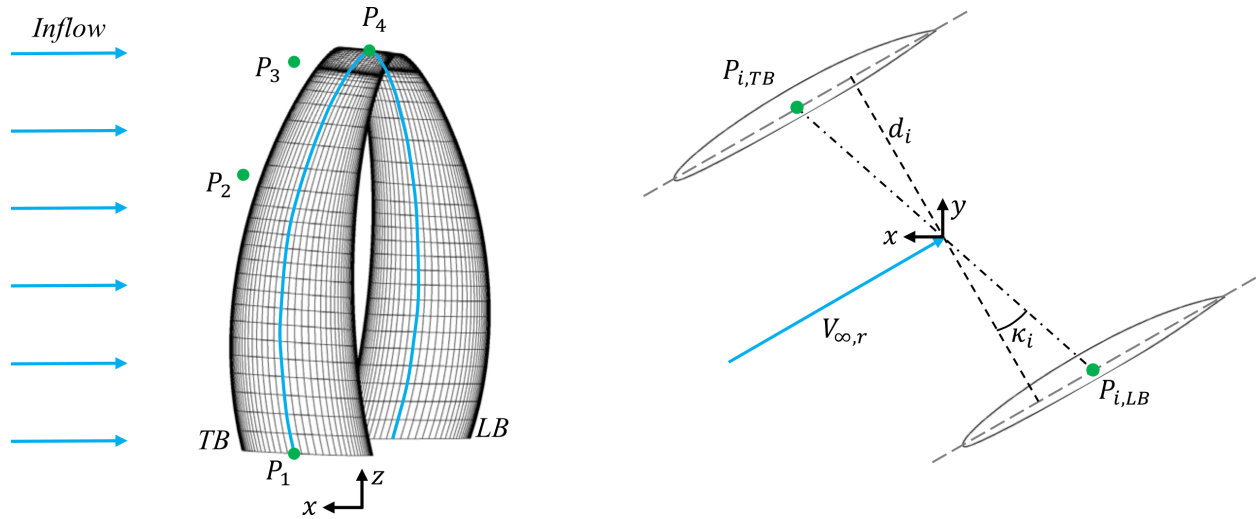 Inflow
P₄
P₃
P₂
TB
LB
P₁
z
x
Pᵢ,TB
dᵢ
y
x
V∞,r
κᵢ
Pᵢ,LB